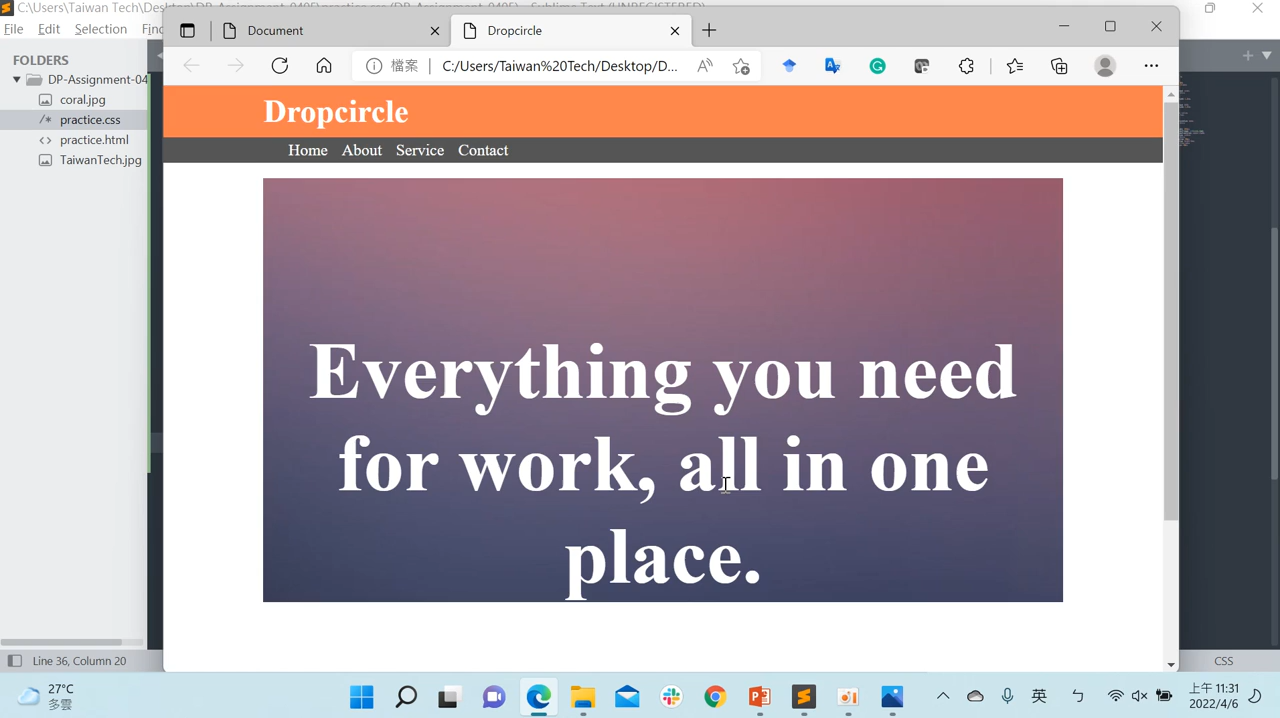 C:\Users\Taiwan Tech\Desktop\DP-Assignment-0405\practice.css (DP-Assignment-0405) - Sublime Text (UNREGISTERED)
File Edit Selection Find
FOLDERS
DP-Assignment-04
coral.jpg
/* practice.css
<> practice.html
TaiwanTech.jpg
Document
Dropcircle
檔案
C:/Users/Taiwan%20Tech/Desktop/D...
Dropcircle
Home About Service Contact
Everything you need
for work, all in one
place.
Line 36, Column 20
CSS
27°C
多雲
英
上午 11:31
2022/4/6